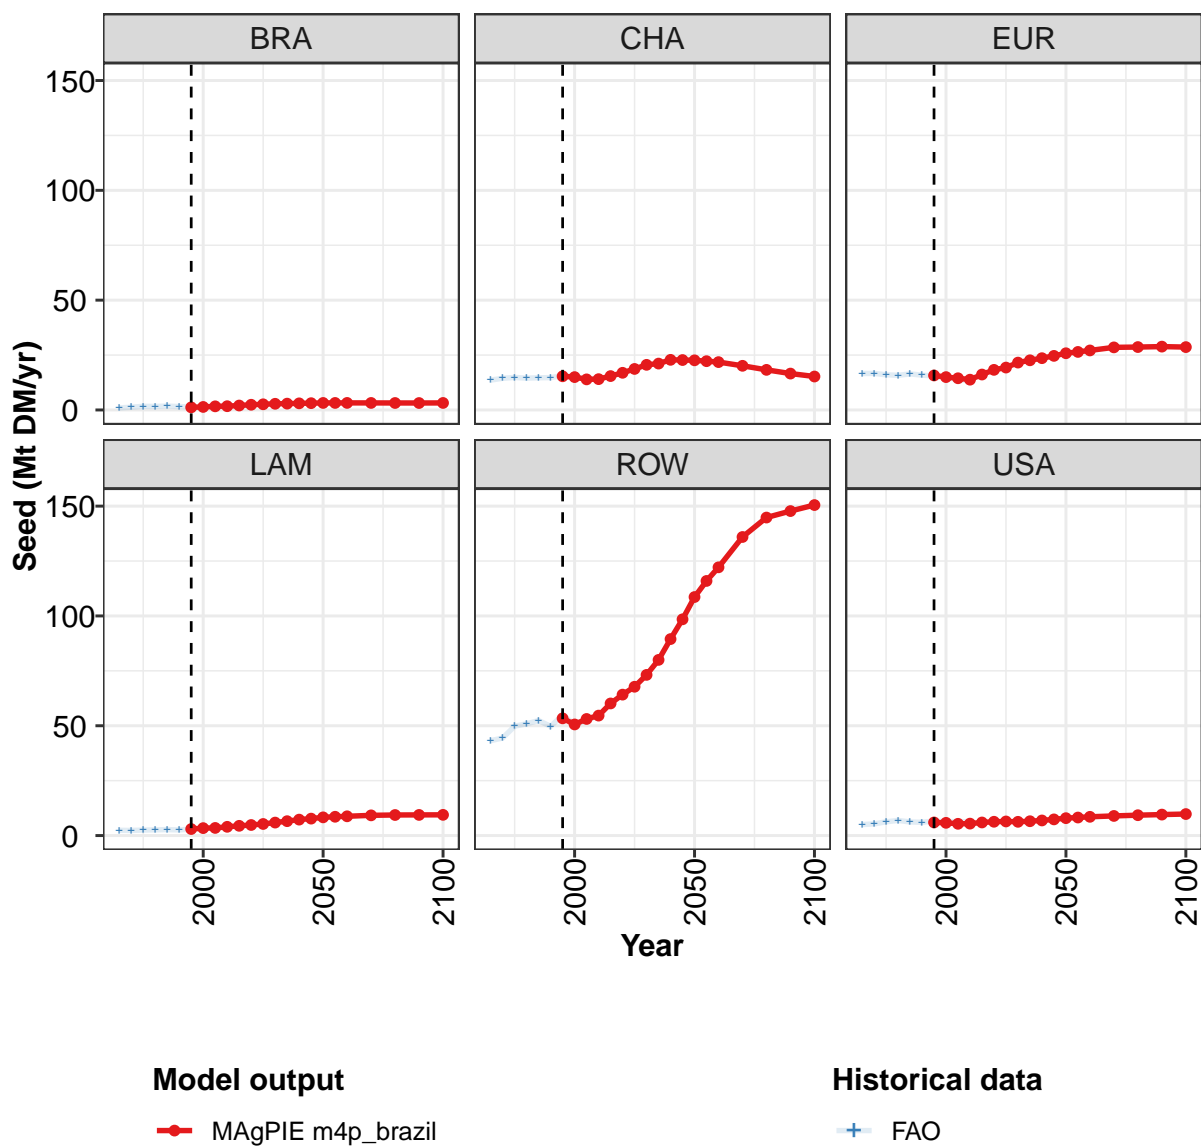 BRA CHA EUR
150
100
50
0
LAM ROW USA
150
100
50
0
Seed (Mt DM/yr)
2000 2050 2100 2000 2050 2100 2000 2050 2100
Year
Model output Historical data
MAgPIE m4p_brazil FAO